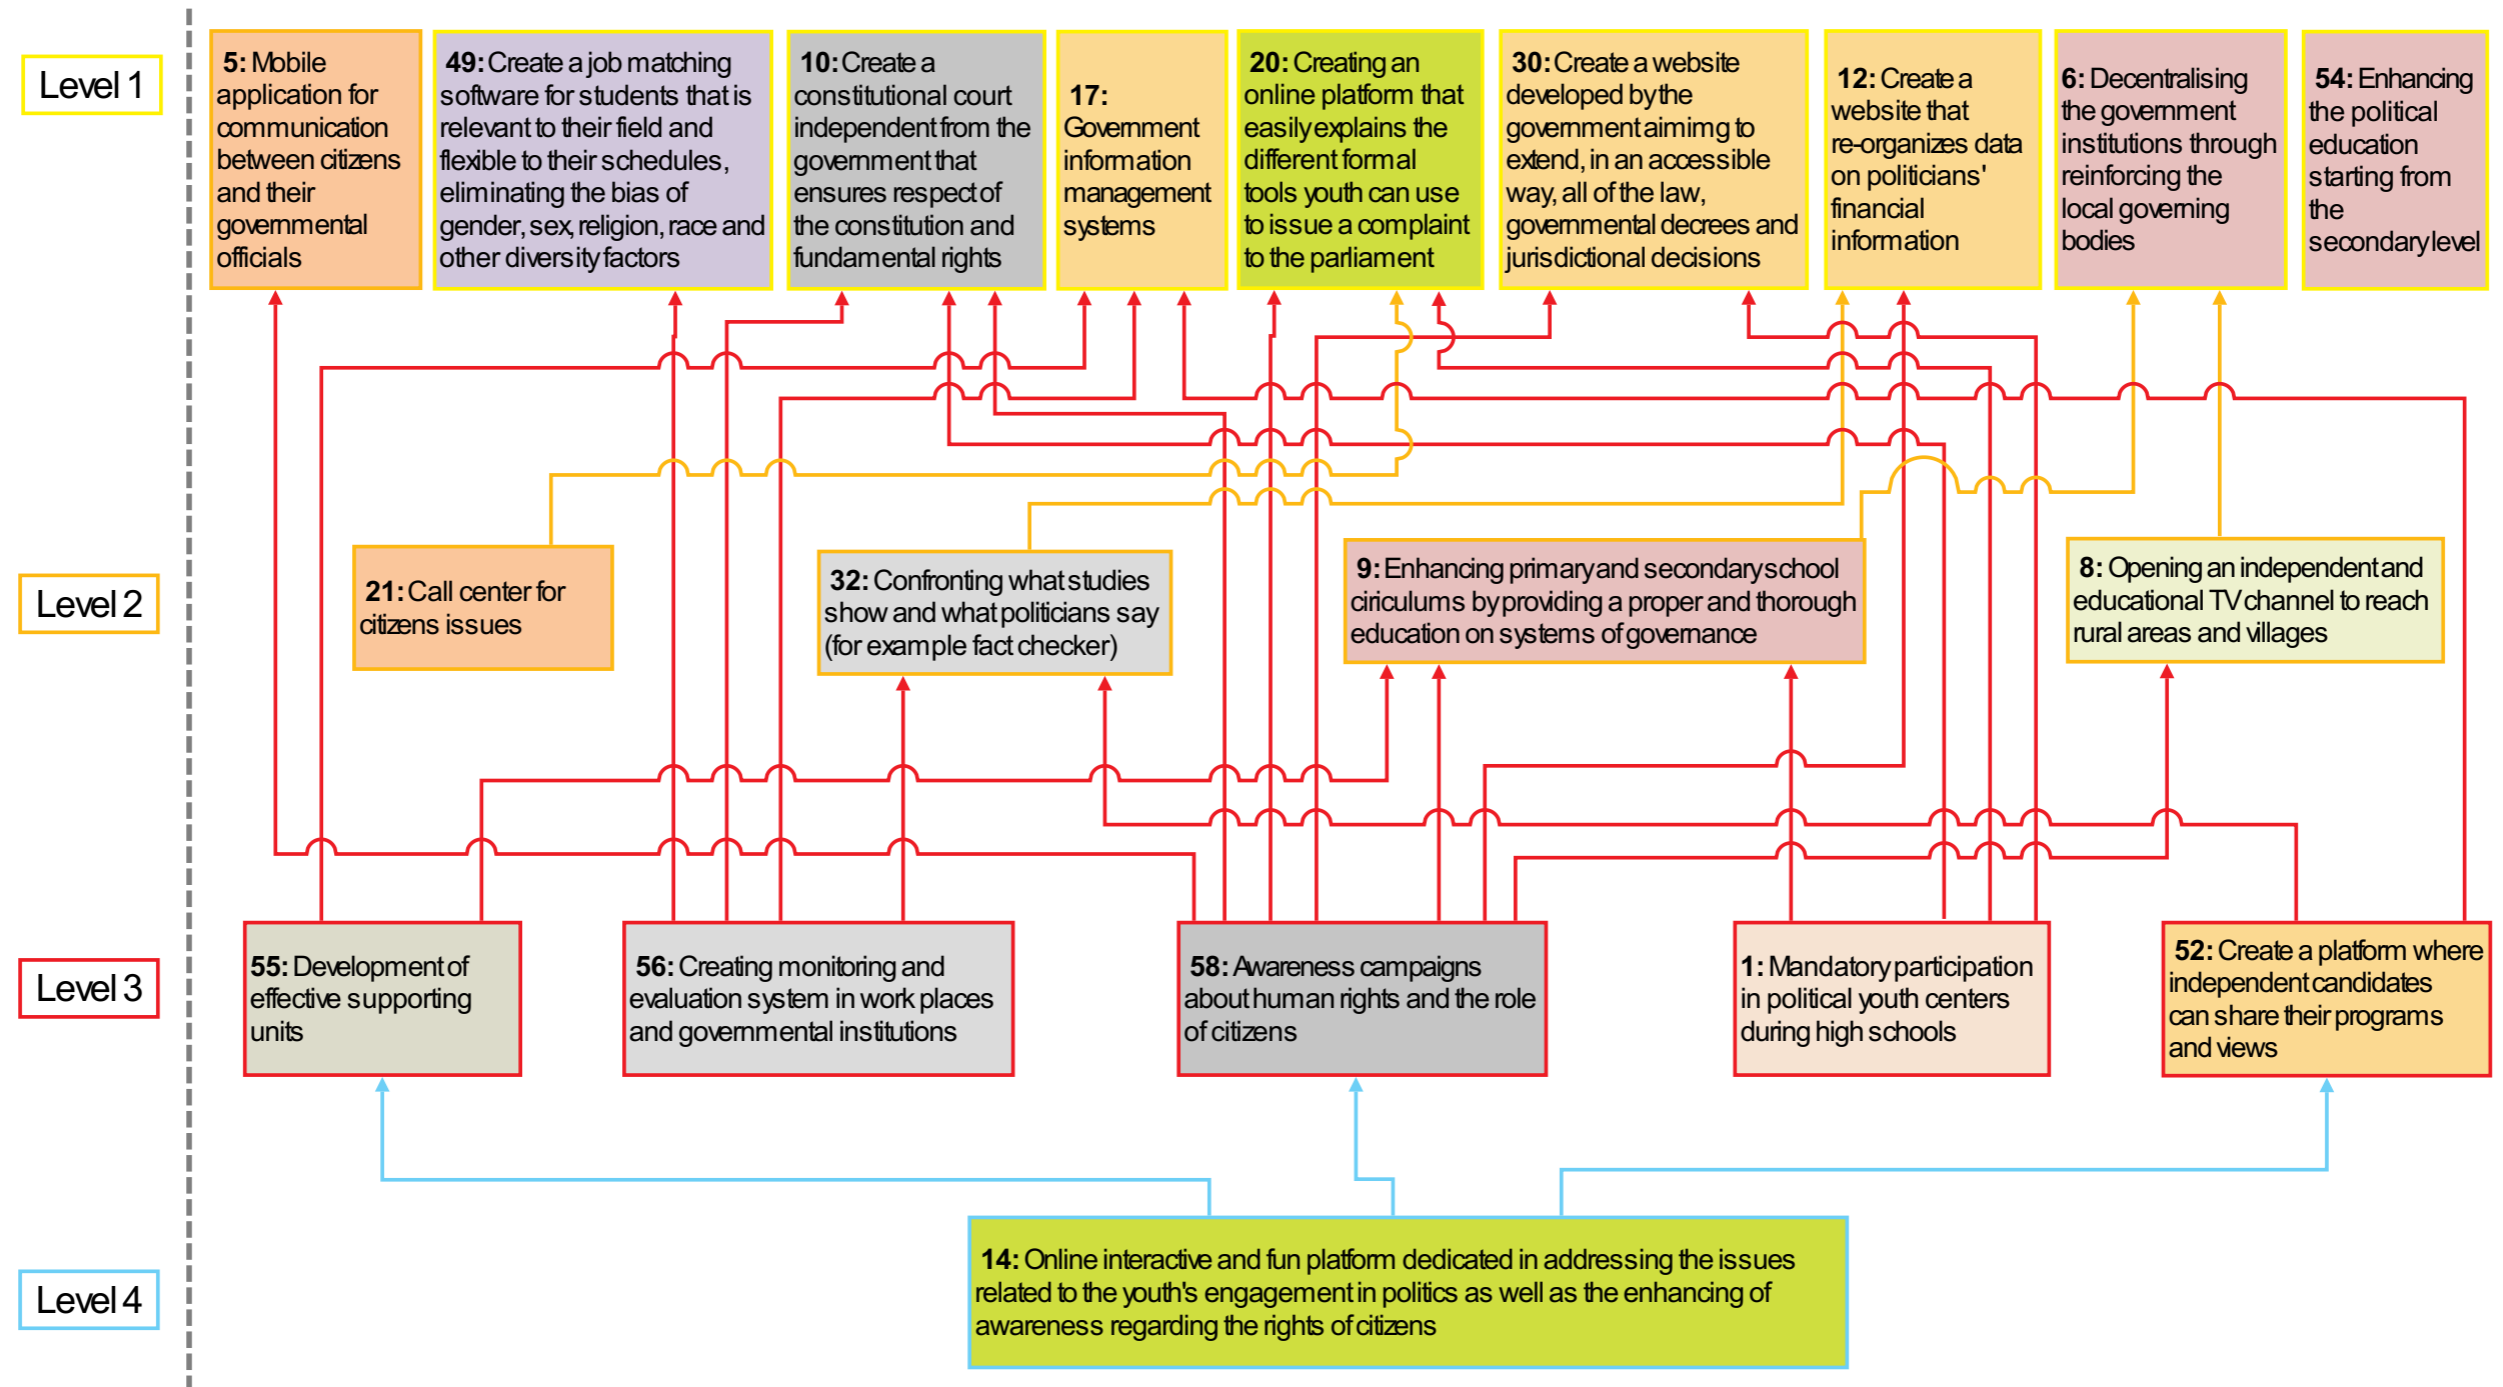 Level 1
5: Mobile
application for
communication
between citizens
and their
governmental
officials
49: Create a job matching
software for students that is
relevant to their field and
flexible to their schedules,
eliminating the bias of
gender, sex, religion, race and
other diversity factors
10: Create a
constitutional court
independent from the
government that
ensures respect of
the constitution and
fundamental rights
17:
Government
information
management
systems
20: Creating an
online platform that
easily explains the
different formal
tools youth can use
to issue a complaint
to the parliament
30: Create a website
developed by the
government aimimg to
extend, in an accessible
way, all of the law,
governmental decrees and
jurisdictional decisions
12: Create a
website that
re-organizes data
on politicians'
financial
information
6: Decentralising
the government
institutions through
reinforcing the
local governing
bodies
54: Enhancing
the political
education
starting from
the
secondary level
Level 2
21: Call center for
citizens issues
32: Confronting what studies
show and what politicians say
(for example fact checker)
9: Enhancing primary and secondary school
ciriculums by providing a proper and thorough
education on systems of governance
8: Opening an independent and
educational TV channel to reach
rural areas and villages
Level 3
55: Development of
effective supporting
units
56: Creating monitoring and
evaluation system in work places
and governmental institutions
58: Awareness campaigns
about human rights and the role
of citizens
1: Mandatory participation
in political youth centers
during high schools
52: Create a platform where
independent candidates
can share their programs
and views
Level 4
14: Online interactive and fun platform dedicated in addressing the issues
related to the youth's engagement in politics as well as the enhancing of
awareness regarding the rights of citizens